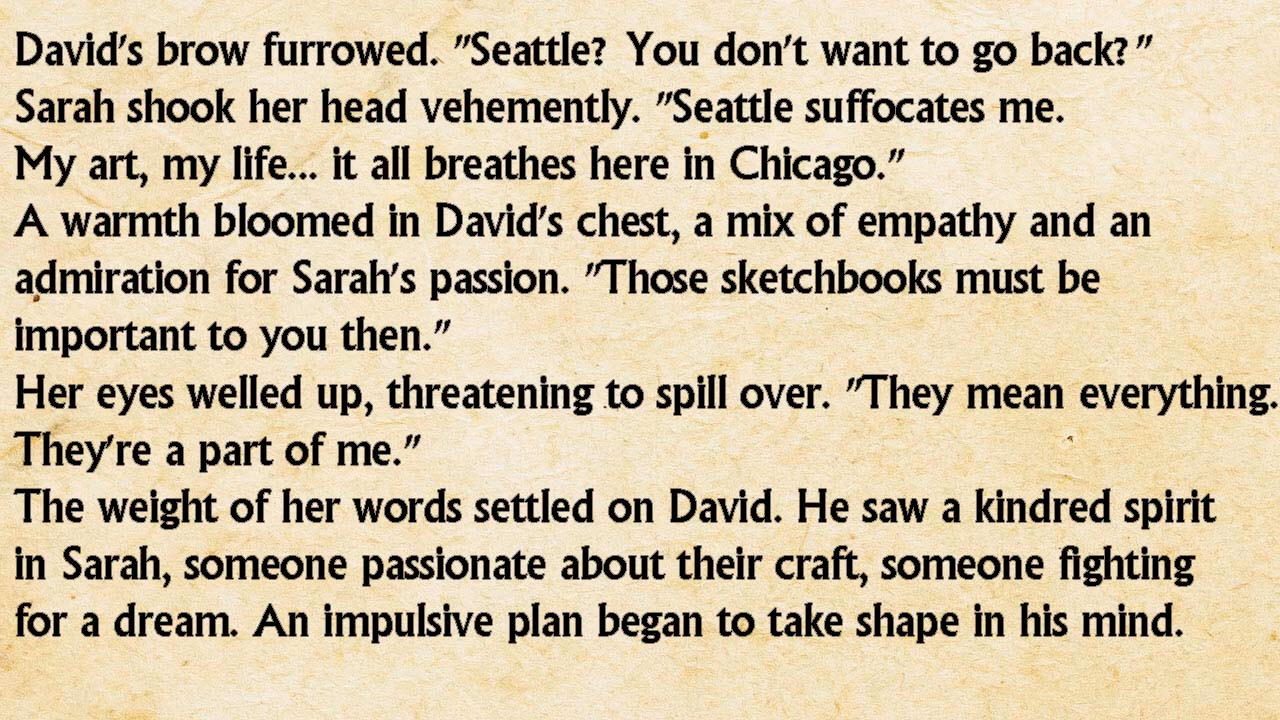 David's brow furrowed. "Seattle? You don't want to go back?"
Sarah shook her head vehemently. "Seattle suffocates me.
My art, my life... it all breathes here in Chicago."
A warmth bloomed in David's chest, a mix of empathy and an
admiration for Sarah's passion. "Those sketchbooks must be
important to you then."
Her eyes welled up, threatening to spill over. "They mean everything.
They're a part of me."
The weight of her words settled on David. He saw a kindred spirit
in Sarah, someone passionate about their craft, someone fighting
for a dream. An impulsive plan began to take shape in his mind.